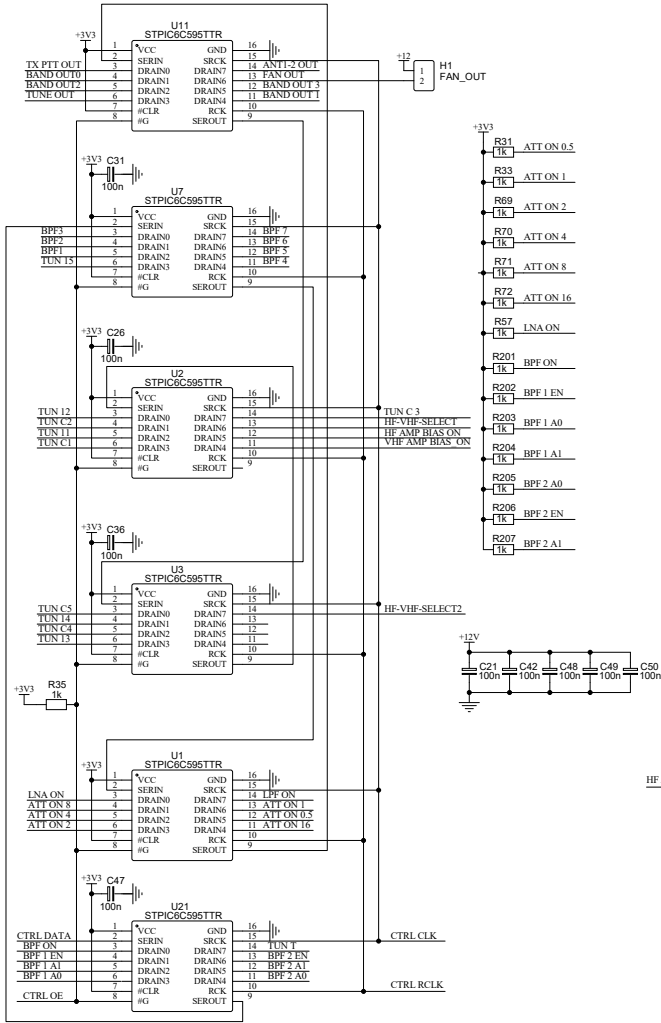 U11
STPIC6C595TTR
+3V3
1 VCC GND 16
2 SERIN SRCK 15
TX PTT OUT 3 DRAIN0 DRAIN7 14 ANT1-2 OUT
BAND OUT0 4 DRAIN1 DRAIN6 13 FAN OUT
BAND OUT2 5 DRAIN2 DRAIN5 12 BAND OUT 3
TUNE OUT 6 DRAIN3 DRAIN4 11 BAND OUT 1
7 #CLR RCK 10
8 #G SEROUT 9
+12
1
2
H1
FAN_OUT
+3V3
C31
100n
U7
STPIC6C595TTR
1 VCC GND 16
2 SERIN SRCK 15
BPF3 3 DRAIN0 DRAIN7 14 BPF 7
BPF2 4 DRAIN1 DRAIN6 13 BPF 6
BPF1 5 DRAIN2 DRAIN5 12 BPF 5
TUN 15 6 DRAIN3 DRAIN4 11 BPF 4
7 #CLR RCK 10
8 #G SEROUT 9
+3V3
C26
100n
U2
STPIC6C595TTR
1 VCC GND 16
2 SERIN SRCK 15
TUN 12 3 DRAIN0 DRAIN7 14 TUN C 3
TUN C2 4 DRAIN1 DRAIN6 13 HF-VHF-SELECT
TUN 11 5 DRAIN2 DRAIN5 12 HF AMP BIAS ON
TUN C1 6 DRAIN3 DRAIN4 11 VHF AMP BIAS_ON
7 #CLR RCK 10
8 #G SEROUT 9
+3V3
C36
100n
U3
STPIC6C595TTR
1 VCC GND 16
2 SERIN SRCK 15
TUN C5 3 DRAIN0 DRAIN7 14 HF-VHF-SELECT2
TUN 14 4 DRAIN1 DRAIN6 13
TUN C4 5 DRAIN2 DRAIN5 12
TUN 13 6 DRAIN3 DRAIN4 11
7 #CLR RCK 10
8 #G SEROUT 9
+3V3
R35
1k
U1
STPIC6C595TTR
+3V3
1 VCC GND 16
2 SERIN SRCK 15
LNA ON 3 DRAIN0 DRAIN7 14 LPF ON
ATT ON 8 4 DRAIN1 DRAIN6 13 ATT ON 1
ATT ON 4 5 DRAIN2 DRAIN5 12 ATT ON 0.5
ATT ON 2 6 DRAIN3 DRAIN4 11 ATT ON 16
7 #CLR RCK 10
8 #G SEROUT 9
+3V3
C47
100n
U21
STPIC6C595TTR
1 VCC GND 16
CTRL DATA 2 SERIN SRCK 15 CTRL CLK
BPF ON 3 DRAIN0 DRAIN7 14 TUN T
BPF 1 EN 4 DRAIN1 DRAIN6 13 BPF 2 EN
BPF 1 A1 5 DRAIN2 DRAIN5 12 BPF 2 A1
BPF 1 A0 6 DRAIN3 DRAIN4 11 BPF 2 A0
7 #CLR RCK 10 CTRL RCLK
CTRL OE 8 #G SEROUT 9
+3V3
R31 1k ATT ON 0.5
R33 1k ATT ON 1
R69 1k ATT ON 2
R70 1k ATT ON 4
R71 1k ATT ON 8
R72 1k ATT ON 16
R57 1k LNA ON
R201 1k BPF ON
R202 1k BPF 1 EN
R203 1k BPF 1 A0
R204 1k BPF 1 A1
R205 1k BPF 2 A0
R206 1k BPF 2 EN
R207 1k BPF 2 A1
+12V
C21 C42 C48 C49 C50
100n 100n 100n 100n 100n
HF